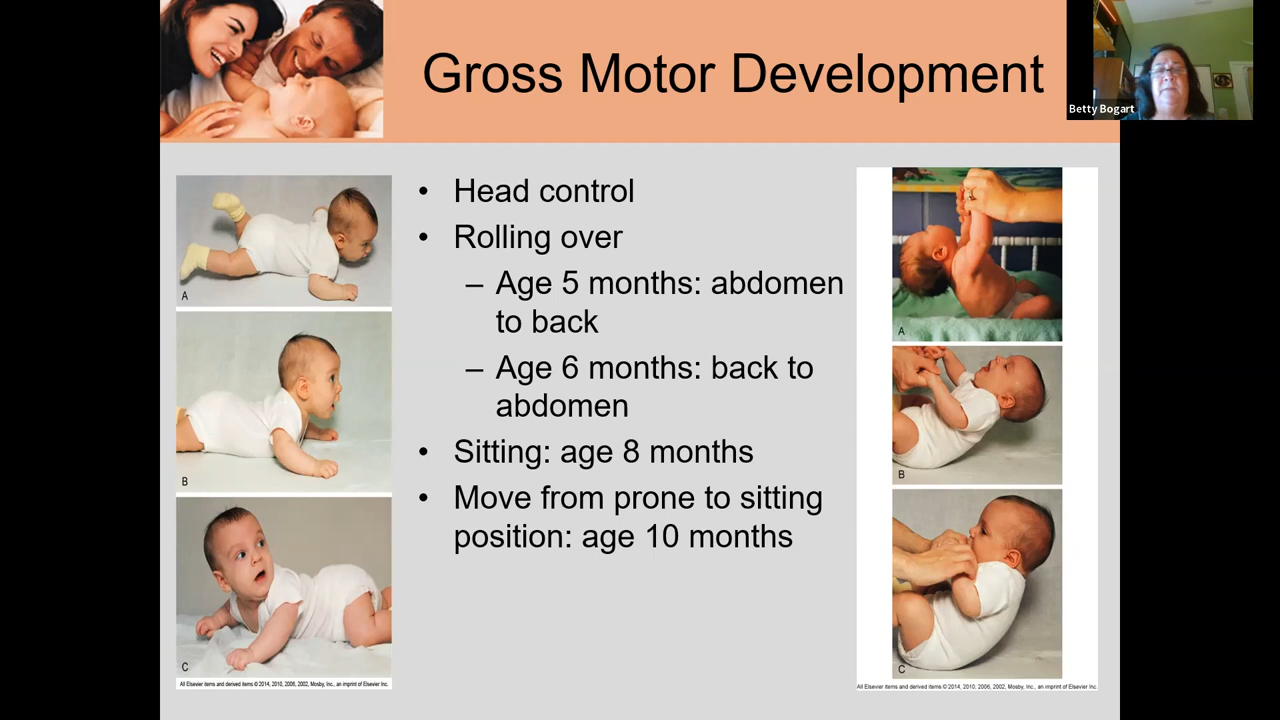 Gross Motor Development
Betty Bogart
• Head control
• Rolling over
– Age 5 months: abdomen
to back
– Age 6 months: back to
abdomen
• Sitting: age 8 months
• Move from prone to sitting
position: age 10 months
A
B
C
All Elsevier items and derived items © 2014, 2010, 2006, 2002, Mosby, Inc., an imprint of Elsevier Inc.
A
B
C
All Elsevier items and derived items © 2014, 2010, 2006, 2002, Mosby, Inc., an imprint of Elsevier Inc.